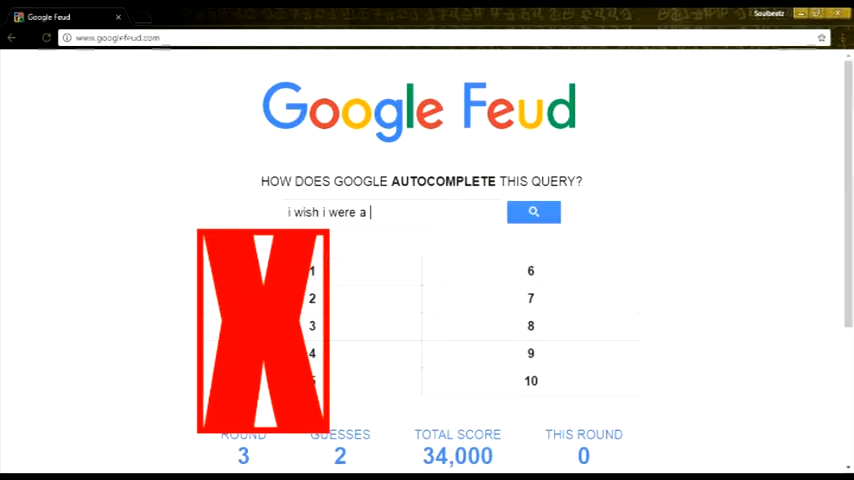 Google Feud
Soulbeatz
www.googlefeud.com
Google Feud
HOW DOES GOOGLE AUTOCOMPLETE THIS QUERY?
i wish i were a
X
1 6
2 7
3 8
4 9
5 10
ROUND GUESSES TOTAL SCORE THIS ROUND
3 2 34,000 0